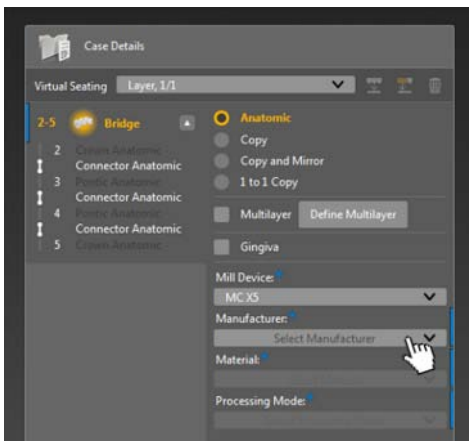 Case Details
Virtual Seating Layer, 1/1
2-5 Bridge
2 Crown Anatomic
Connector Anatomic
3 Pontic Anatomic
Connector Anatomic
4 Pontic Anatomic
Connector Anatomic
5 Crown Anatomic
Anatomic
Copy
Copy and Mirror
1 to 1 Copy
Multilayer Define Multilayer
Gingiva
Mill Device:*
MC X5
Manufacturer:*
Select Manufacturer
Material:*
Processing Mode:*